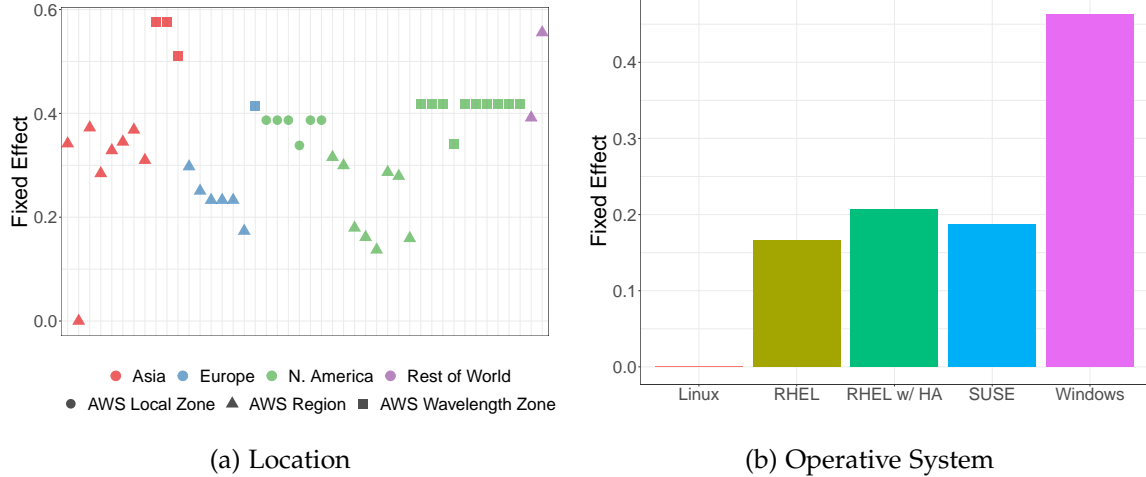 0.6
0.4
0.2
0.0
Fixed Effect
Asia Europe N. America Rest of World
AWS Local Zone AWS Region AWS Wavelength Zone
(a) Location
0.4
0.3
0.2
0.1
0.0
Fixed Effect
Linux RHEL RHEL w/ HA SUSE Windows
(b) Operative System